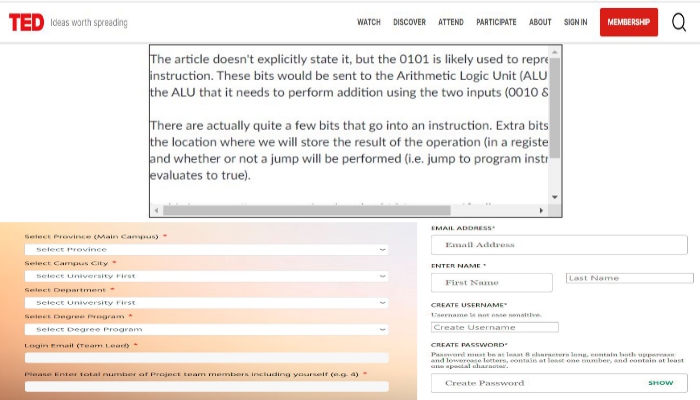 TED Ideas worth spreading WATCH DISCOVER ATTEND PARTICIPATE ABOUT SIGN IN MEMBERSHIP
The article doesn't explicitly state it, but the 0101 is likely used to repre
instruction. These bits would be sent to the Arithmetic Logic Unit (ALU
the ALU that it needs to perform addition using the two inputs (0010 &
There are actually quite a few bits that go into an instruction. Extra bits
the location where we will store the result of the operation (in a registe
and whether or not a jump will be performed (i.e. jump to program instr
evaluates to true).
Select Province (Main Campus) *
Select Province
Select Campus City *
Select University First
Select Department *
Select University First
Select Degree Program *
Select Degree Program
Login Email (Team Lead) *
Please Enter total number of Project team members including yourself (e.g. 4) *
EMAIL ADDRESS*
Email Address
ENTER NAME *
First Name Last Name
CREATE USERNAME*
Username is not case sensitive.
Create Username
CREATE PASSWORD*
Password must be at least 8 characters long, contain both uppercase
and lowercase letters, contain at least one number, and contain at least
one special character.
Create Password SHOW